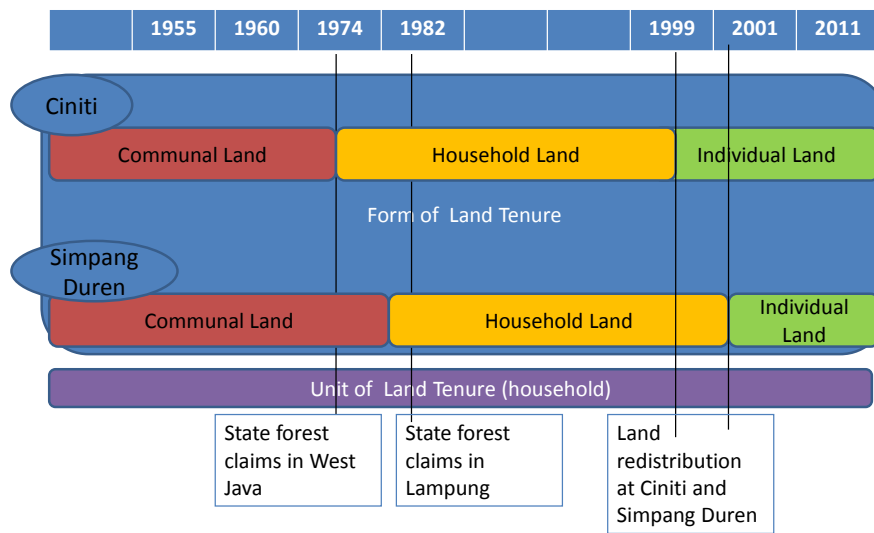 1955 1960 1974 1982 1999 2001 2011
Ciniti
Communal Land Household Land Individual Land
Form of Land Tenure
Simpang
Duren
Communal Land Household Land Individual
Land
Unit of Land Tenure (household)
State forest
claims in West
Java
State forest
claims in
Lampung
Land
redistribution
at Ciniti and
Simpang Duren